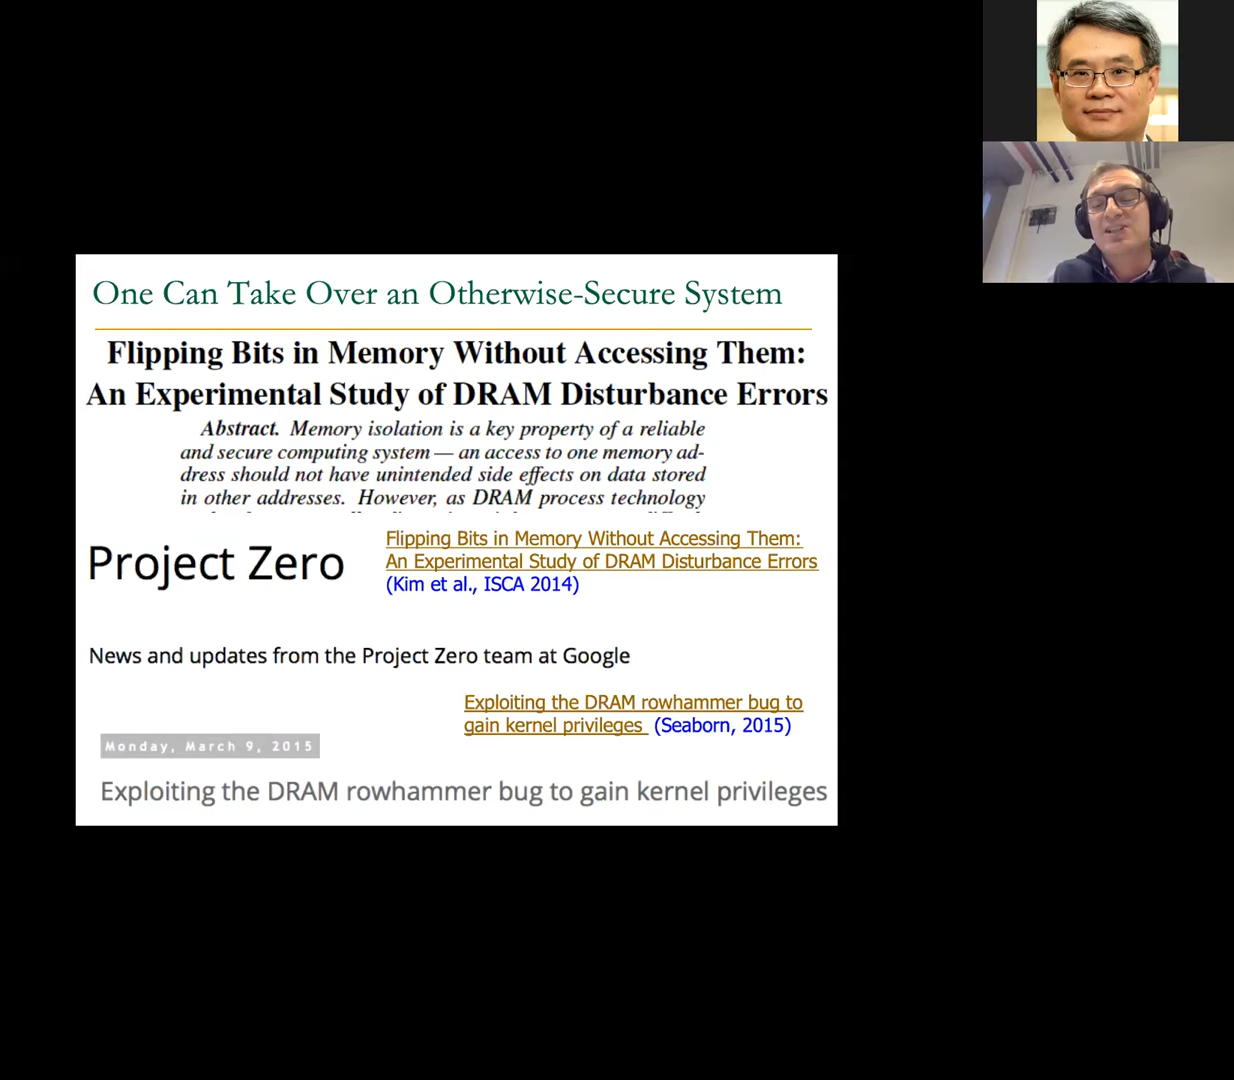 One Can Take Over an Otherwise-Secure System
Flipping Bits in Memory Without Accessing Them:
An Experimental Study of DRAM Disturbance Errors
Abstract. Memory isolation is a key property of a reliable
and secure computing system — an access to one memory ad-
dress should not have unintended side effects on data stored
in other addresses. However, as DRAM process technology
Project Zero
Flipping Bits in Memory Without Accessing Them:
An Experimental Study of DRAM Disturbance Errors
(Kim et al., ISCA 2014)
News and updates from the Project Zero team at Google
Exploiting the DRAM rowhammer bug to
gain kernel privileges (Seaborn, 2015)
Monday, March 9, 2015
Exploiting the DRAM rowhammer bug to gain kernel privileges